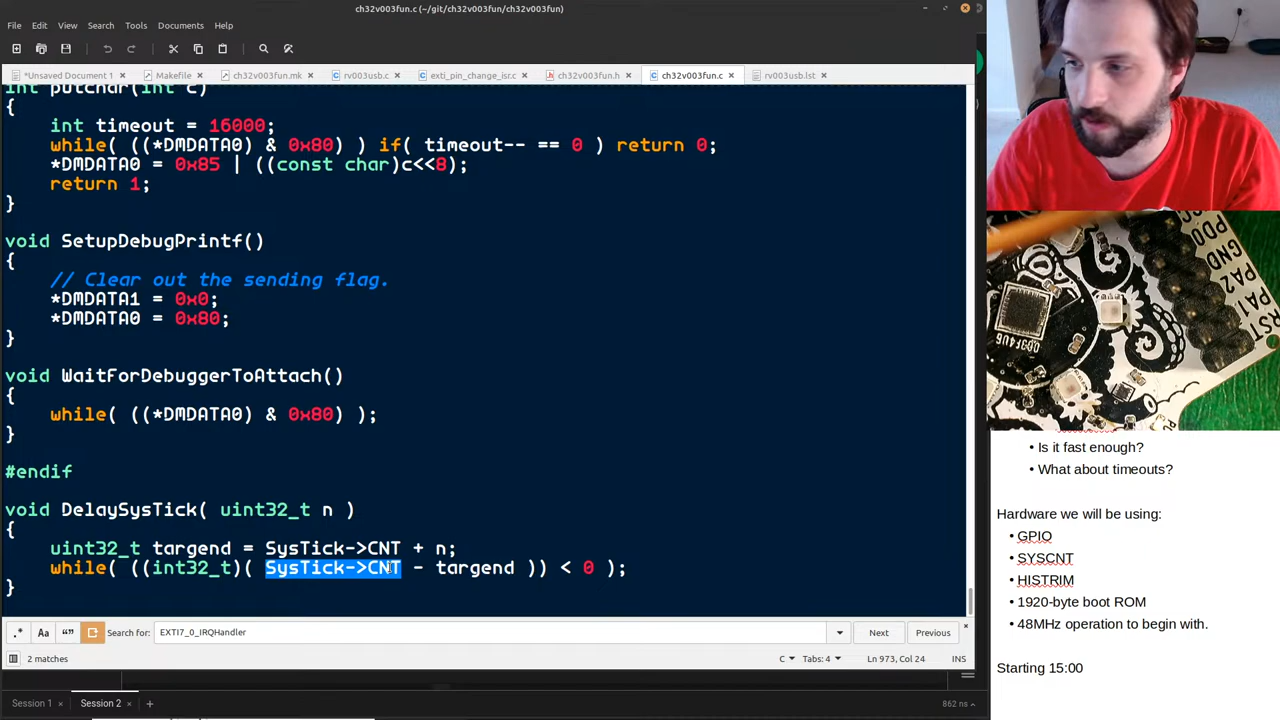 ch32v003fun.c (~/git/ch32v003fun/ch32v003fun)
File Edit View Search Tools Documents Help
*Unsaved Document 1 Makefile ch32v003fun.mk rv003usb.c exti_pin_change_isr.c ch32v003fun.h ch32v003fun.c rv003usb.lst
int putchar(int c)
{
int timeout = 16000;
while( ((*DMDATA0) & 0x80) ) if( timeout-- == 0 ) return 0;
*DMDATA0 = 0x85 | ((const char)c<<8);
return 1;
}
void SetupDebugPrintf()
{
// Clear out the sending flag.
*DMDATA1 = 0x0;
*DMDATA0 = 0x80;
}
void WaitForDebuggerToAttach()
{
while( ((*DMDATA0) & 0x80) );
}
#endif
void DelaySysTick( uint32_t n )
{
uint32_t targend = SysTick->CNT + n;
while( ((int32_t)( SysTick->CNT - targend )) < 0 );
}
.* Aa “” Search for: EXTI7_0_IRQHandler Next Previous
2 matches C Tabs: 4 Ln 973, Col 24 INS
Session 1 Session 2 862 ns
PD0
GND
PA2
PA1
RST
• Is it fast enough?
• What about timeouts?
Hardware we will be using:
• GPIO
• SYSCNT
• HISTRIM
• 1920-byte boot ROM
• 48MHz operation to begin with.
Starting 15:00